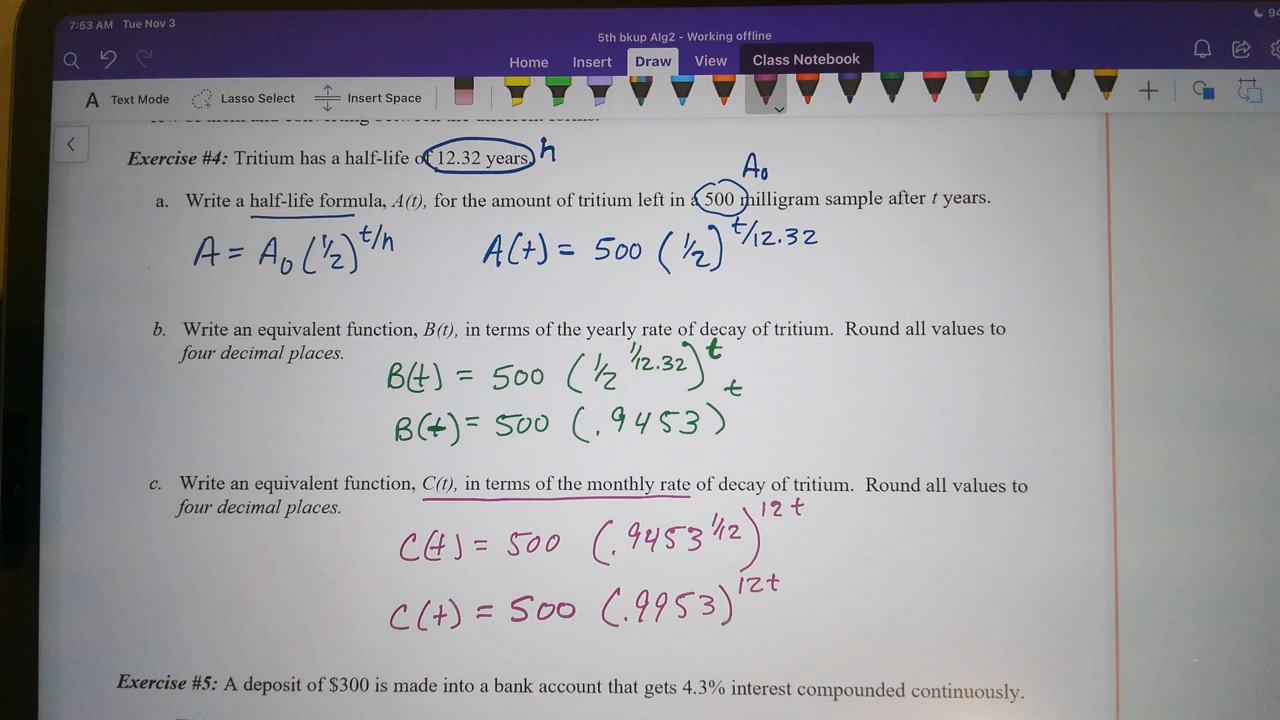 7:53 AM Tue Nov 3
94
5th bkup Alg2 - Working offline
Home Insert Draw View Class Notebook
A Text Mode Lasso Select Insert Space
Exercise #4: Tritium has a half-life of 12.32 years. h
A₀
a. Write a half-life formula, A(t), for the amount of tritium left in a 500 milligram sample after t years.
A = A₀ (1/2)^t/h A(t) = 500 (1/2)^t/12.32
b. Write an equivalent function, B(t), in terms of the yearly rate of decay of tritium. Round all values to
four decimal places.
B(t) = 500 (1/2^1/12.32)^t
B(t) = 500 (.9453)^t
c. Write an equivalent function, C(t), in terms of the monthly rate of decay of tritium. Round all values to
four decimal places.
C(t) = 500 (.9453^1/12)^12t
C(t) = 500 (.9953)^12t
Exercise #5: A deposit of $300 is made into a bank account that gets 4.3% interest compounded continuously.